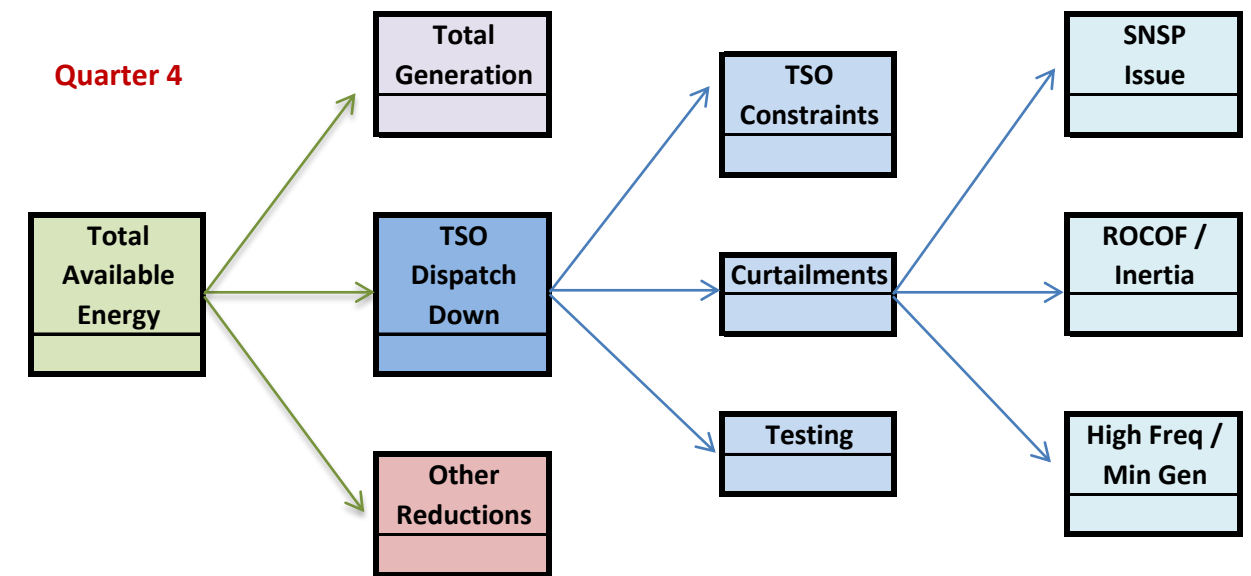 Quarter 4
Total
Available
Energy
Total
Generation
TSO
Dispatch
Down
Other
Reductions
TSO
Constraints
Curtailments
Testing
SNSP
Issue
ROCOF /
Inertia
High Freq /
Min Gen